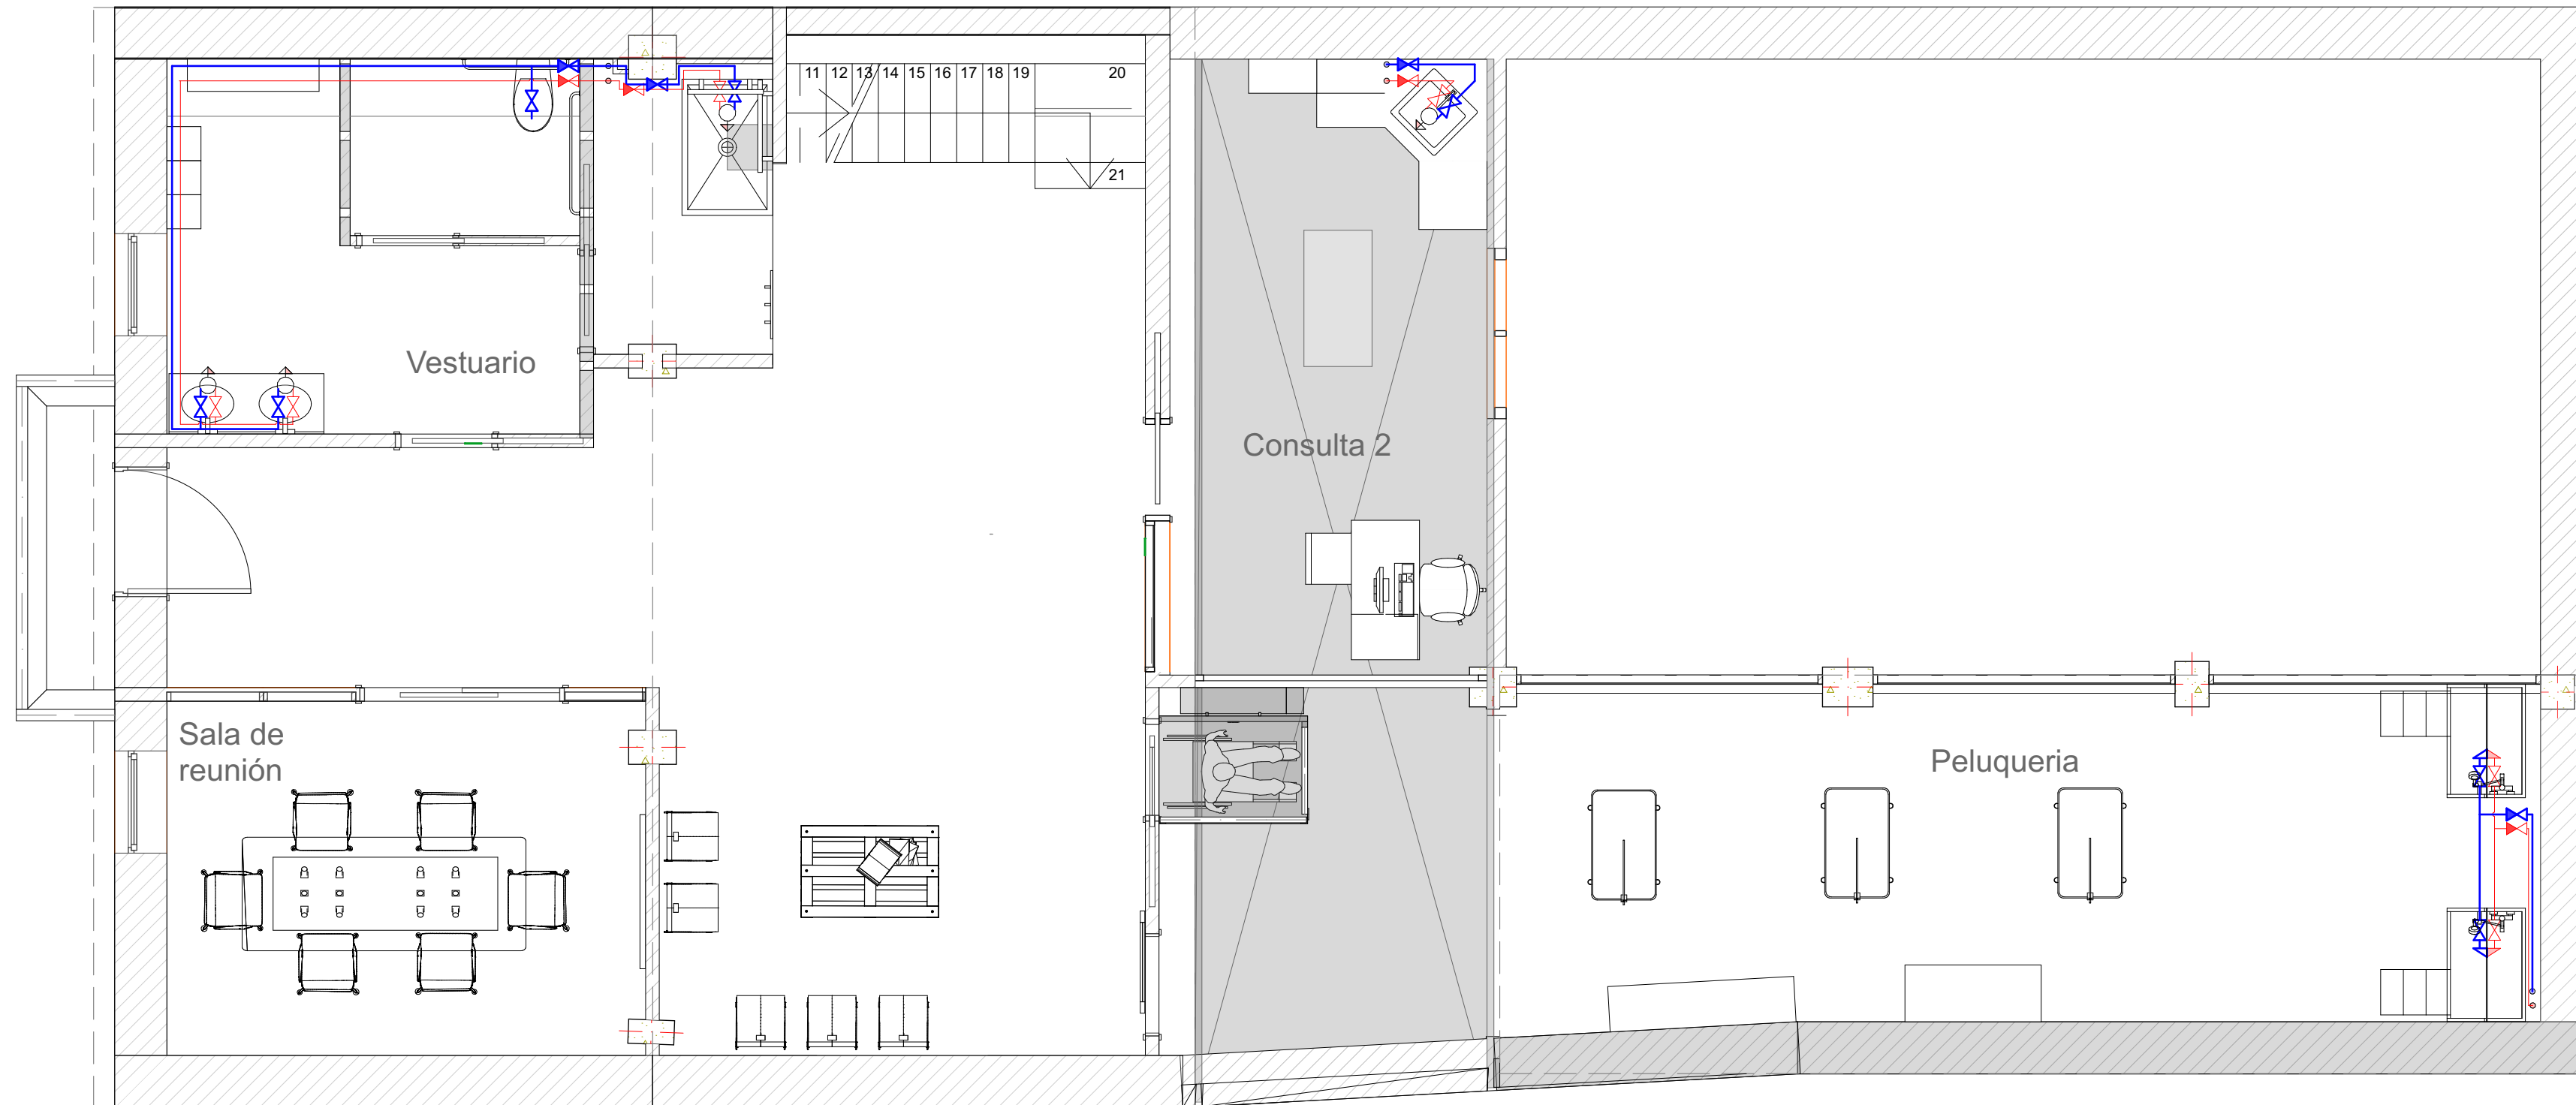 11 12 13 14 15 16 17 18 19 20
21
Vestuario
Consulta 2
Sala de
reunión
Peluqueria